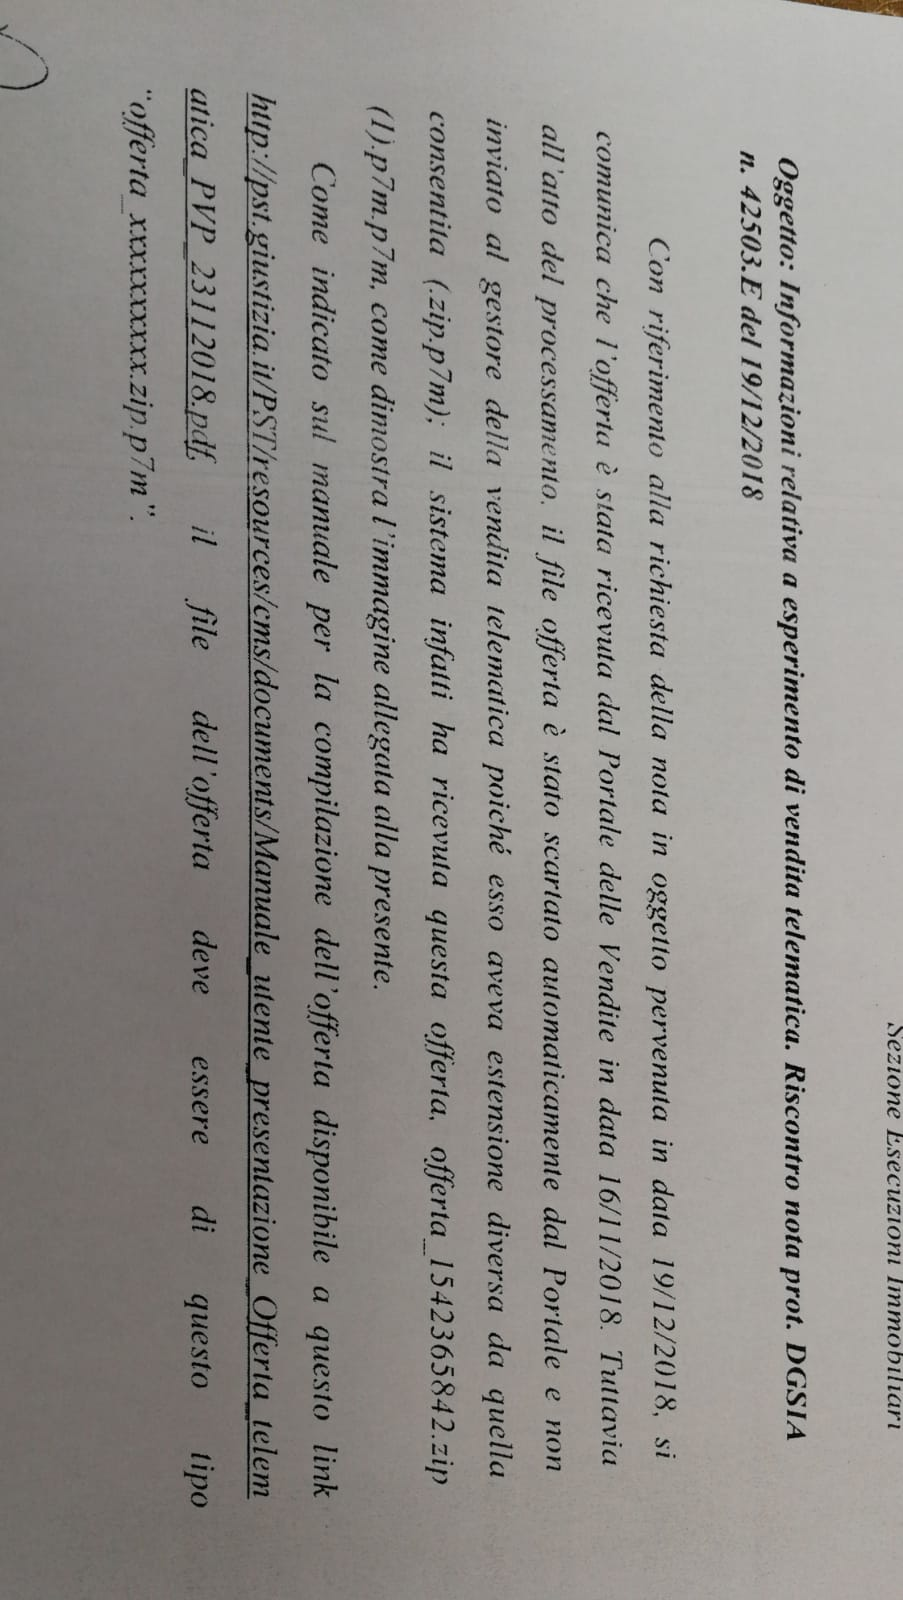 Sezione Esecuzioni Immobiliari
Oggetto: Informazioni relativa a esperimento di vendita telematica. Riscontro nota prot. DGSIA
n. 42503.E del 19/12/2018
Con riferimento alla richiesta della nota in oggetto pervenuta in data 19/12/2018, si
comunica che l'offerta è stata ricevuta dal Portale delle Vendite in data 16/11/2018. Tuttavia
all'atto del processamento, il file offerta è stato scartato automaticamente dal Portale e non
inviato al gestore della vendita telematica poiché esso aveva estensione diversa da quella
consentita (.zip.p7m); il sistema infatti ha ricevuta questa offerta, offerta_1542365842.zip
(1).p7m.p7m, come dimostra l'immagine allegata alla presente.
Come indicato sul manuale per la compilazione dell'offerta disponibile a questo link
http://pst.giustizia.it/PST/resources/cms/documents/Manuale_utente_presentazione_Offerta_telem
atica_PVP_23112018.pdf, il file dell'offerta deve essere di questo tipo
"offerta_xxxxxxxxxx.zip.p7m".